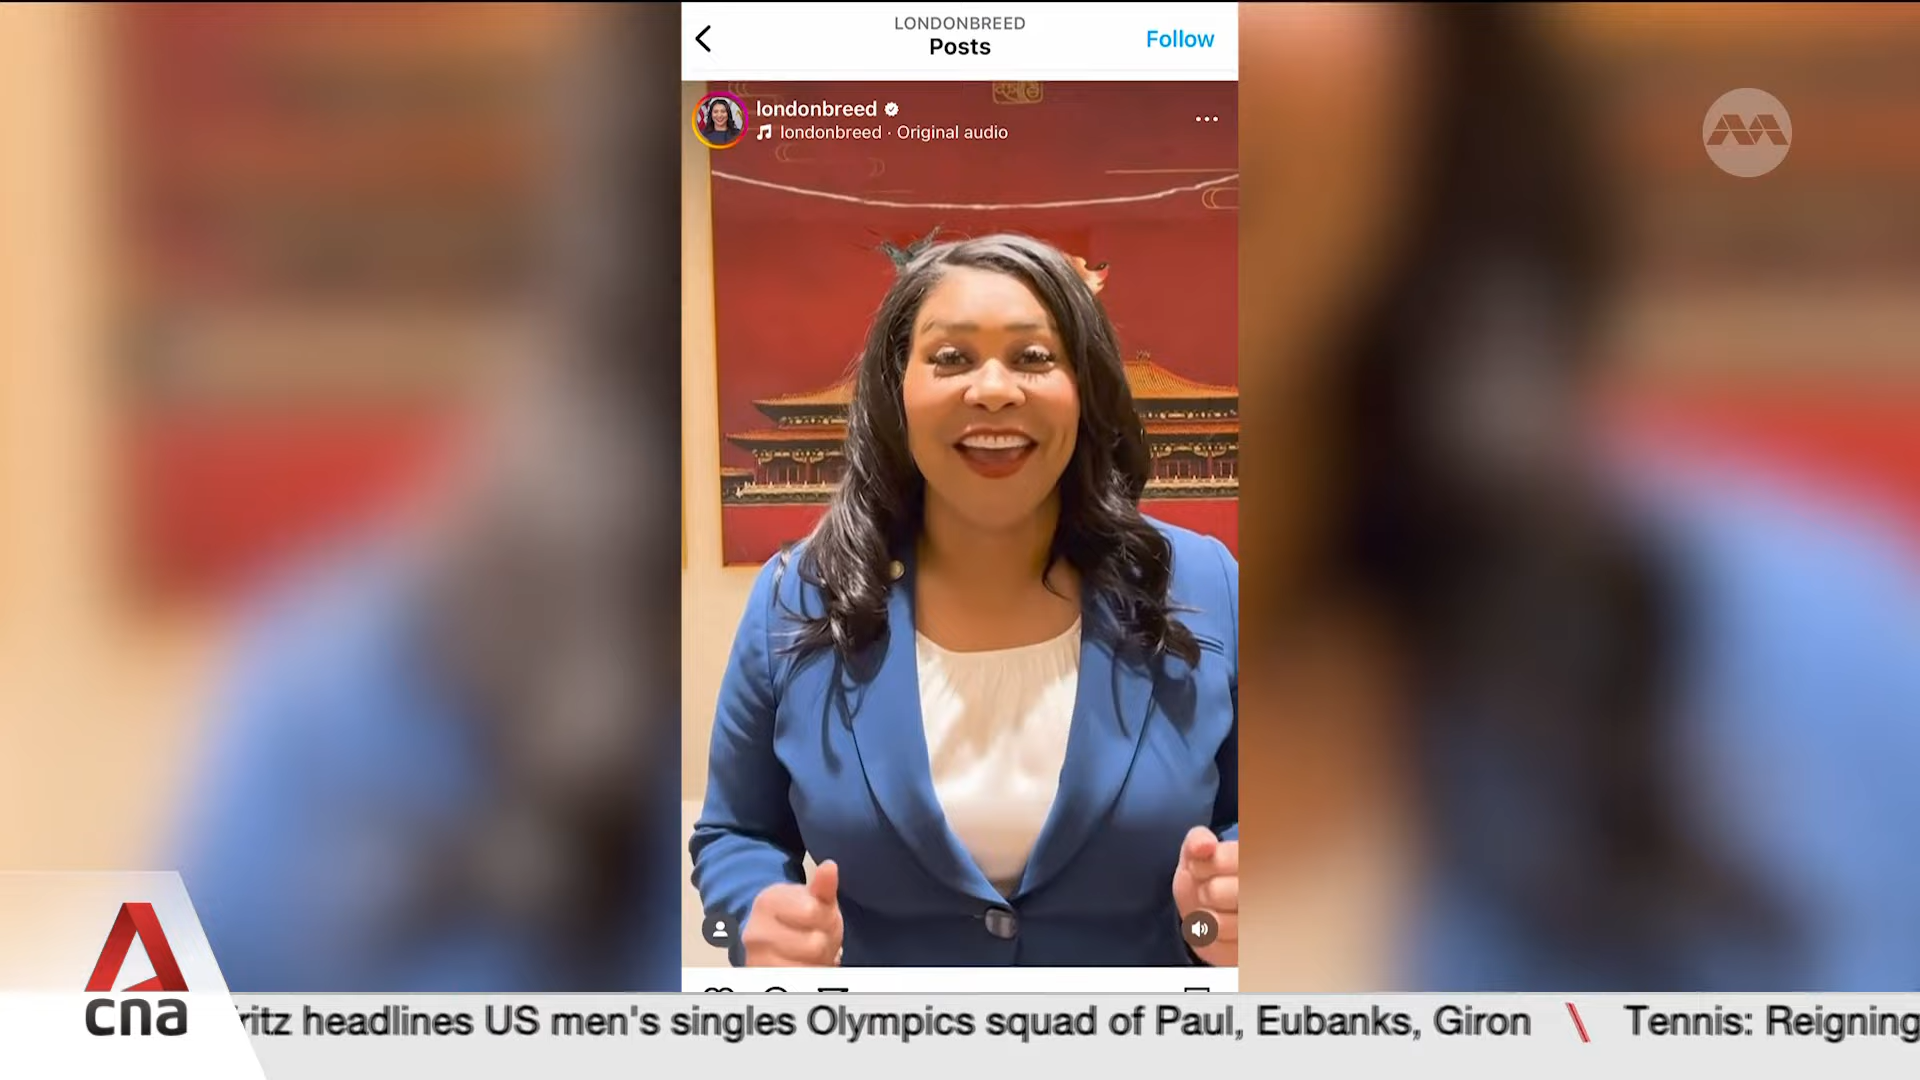 LONDONBREED
Posts
Follow
londonbreed
londonbreed · Original audio
cna
ritz headlines US men's singles Olympics squad of Paul, Eubanks, Giron \ Tennis: Reigning